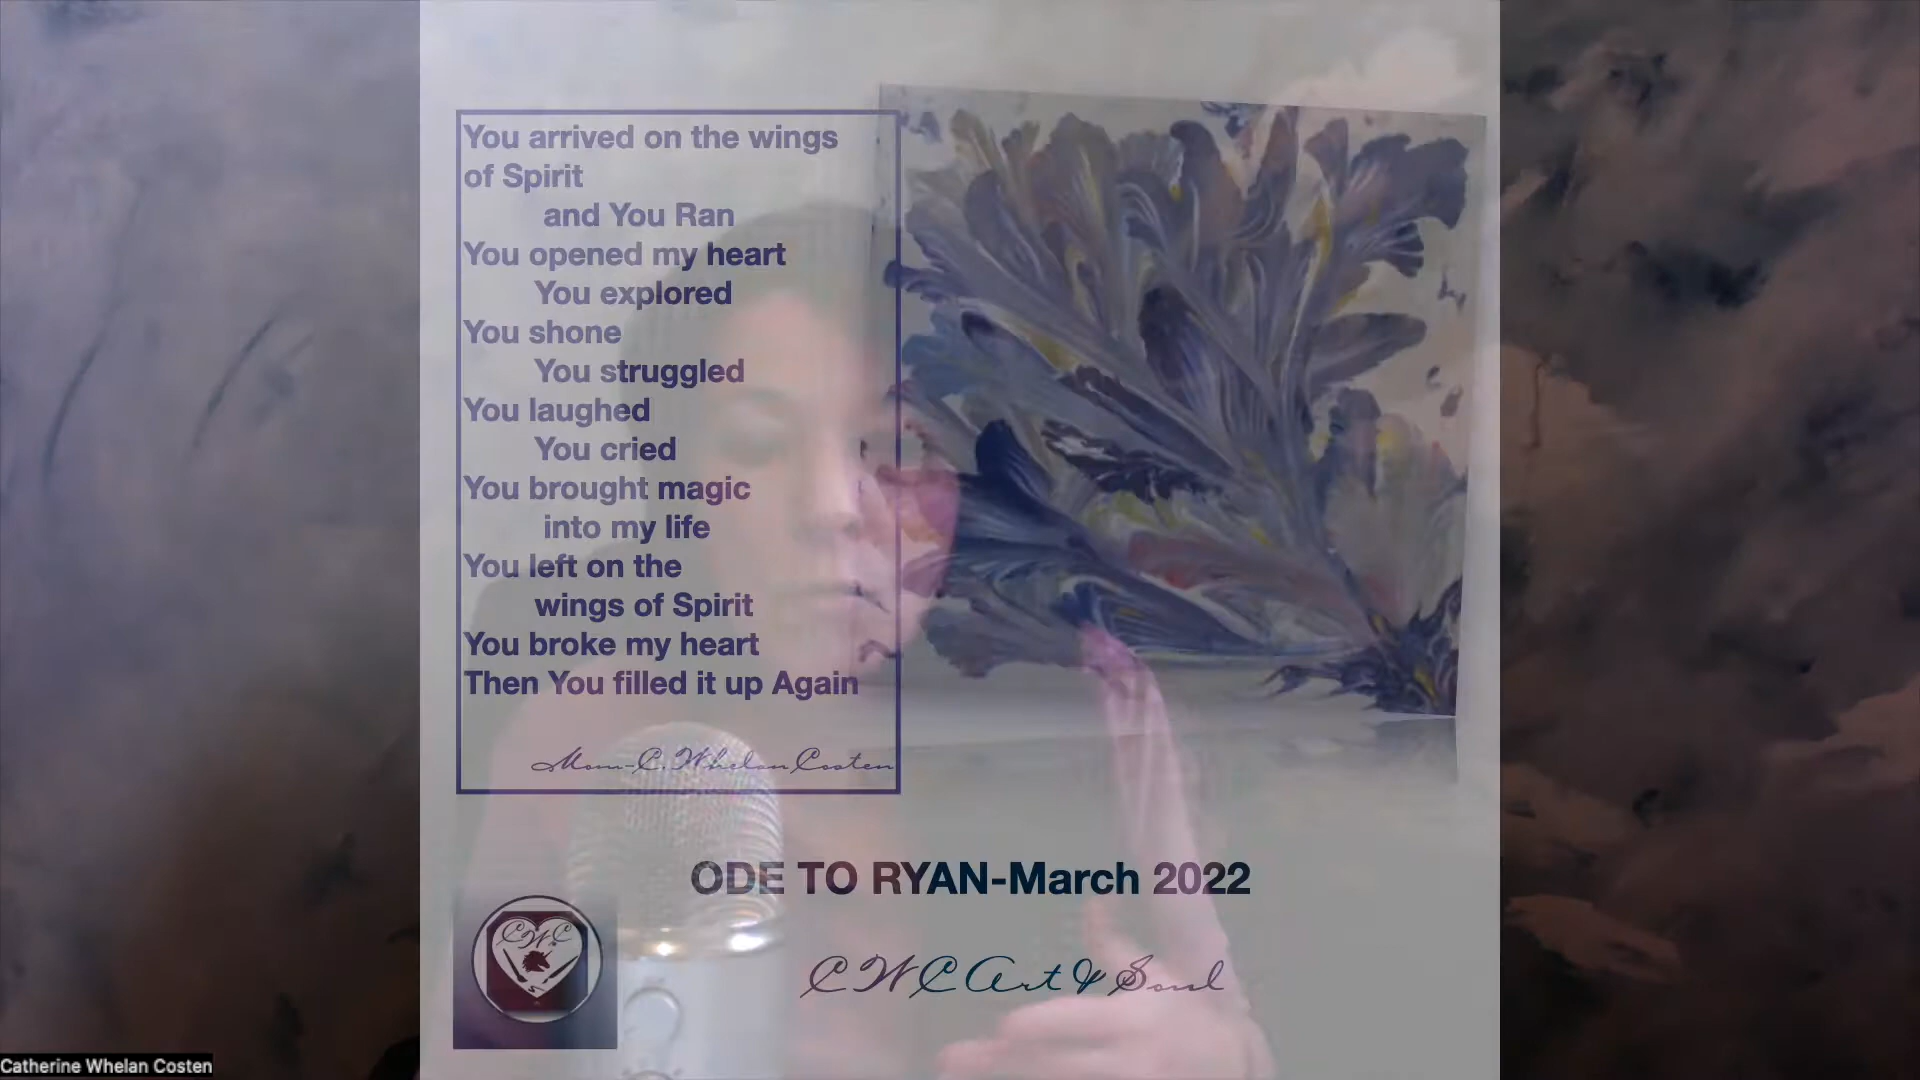 You arrived on the wings
of Spirit
and You Ran
You opened my heart
You explored
You shone
You struggled
You laughed
You cried
You brought magic
into my life
You left on the
wings of Spirit
You broke my heart
Then You filled it up Again
Mom-C.Whelan Costen
ODE TO RYAN-March 2022
CWC
CWC Art & Soul
Catherine Whelan Costen